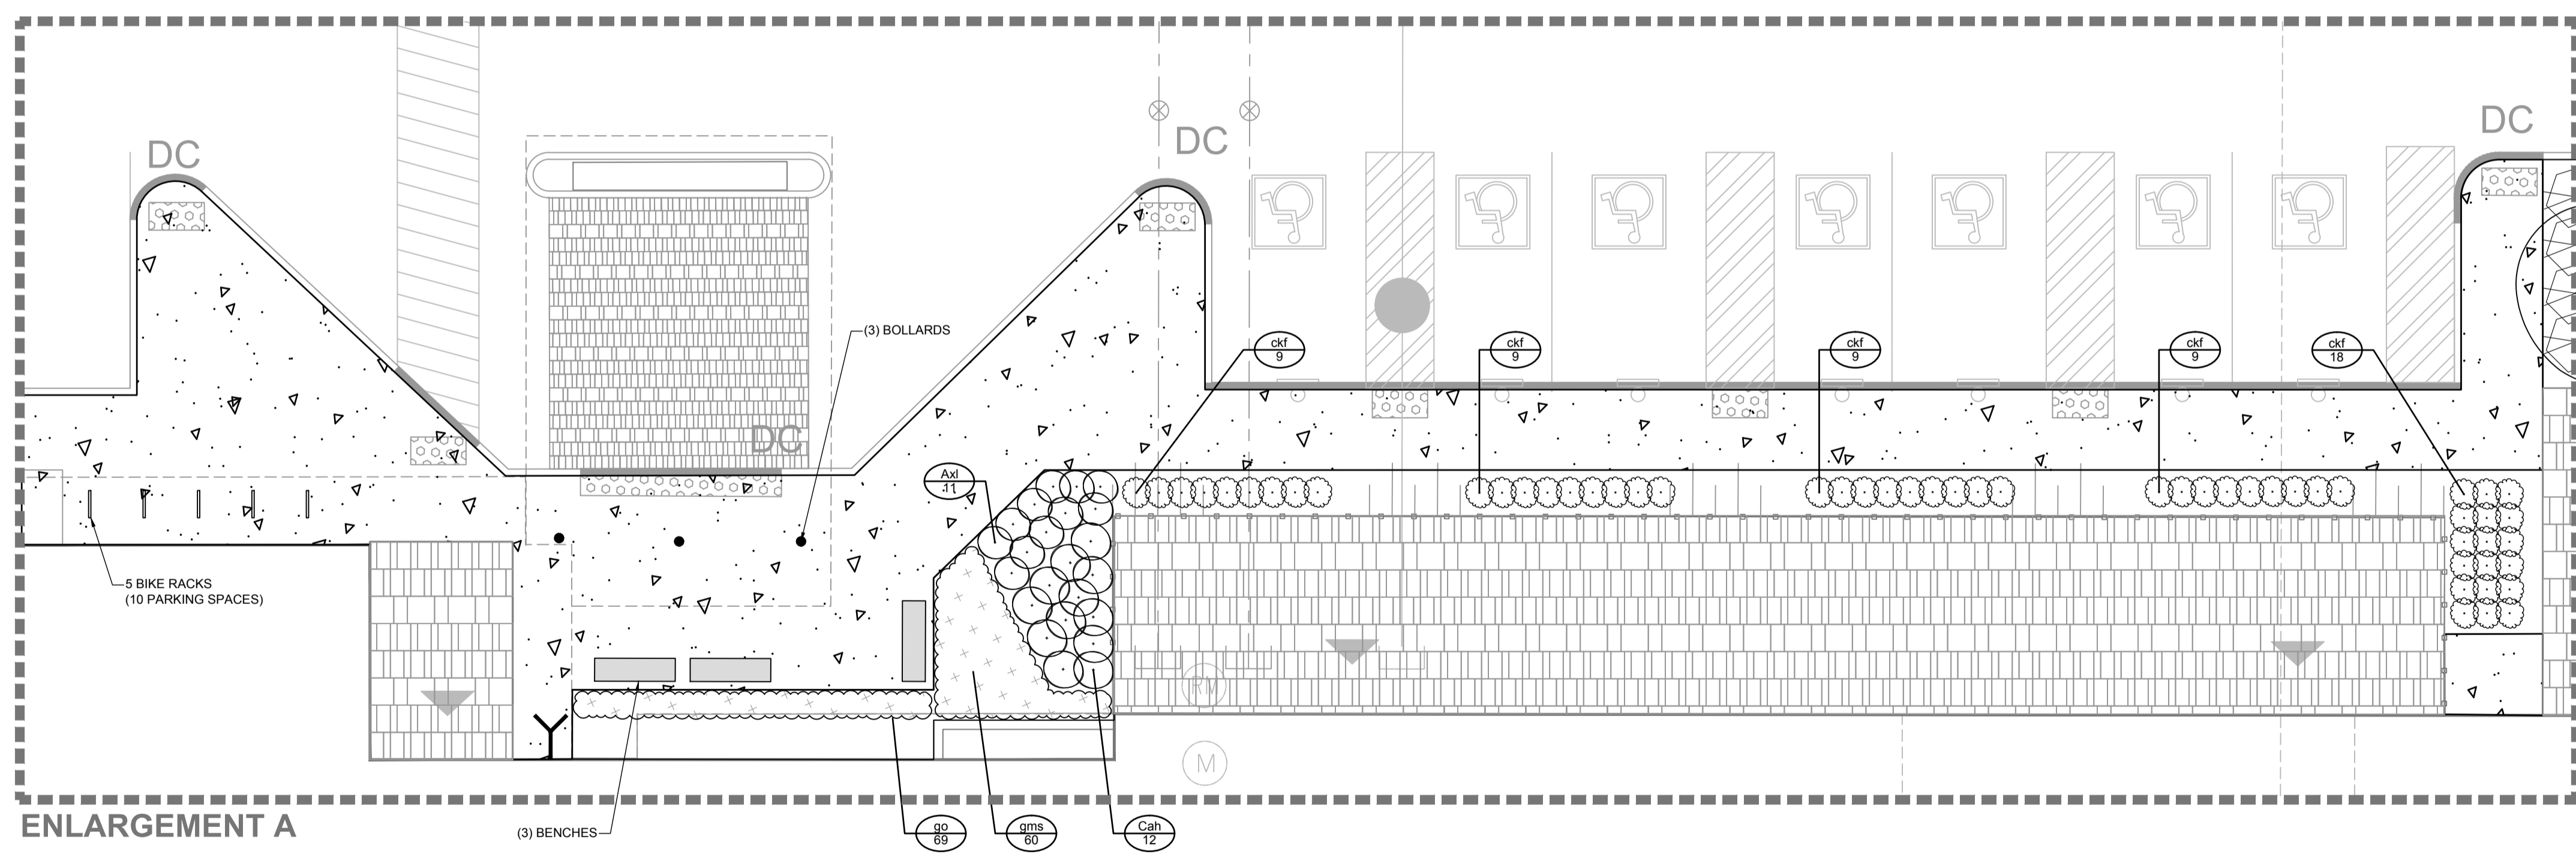 DC
DC
DC
(3) BOLLARDS
ckf
9
ckf
9
ckf
9
ckf
9
ckf
18
DC
Axl
11
5 BIKE RACKS
(10 PARKING SPACES)
RM
M
ENLARGEMENT A
(3) BENCHES
go
69
gms
60
Cah
12